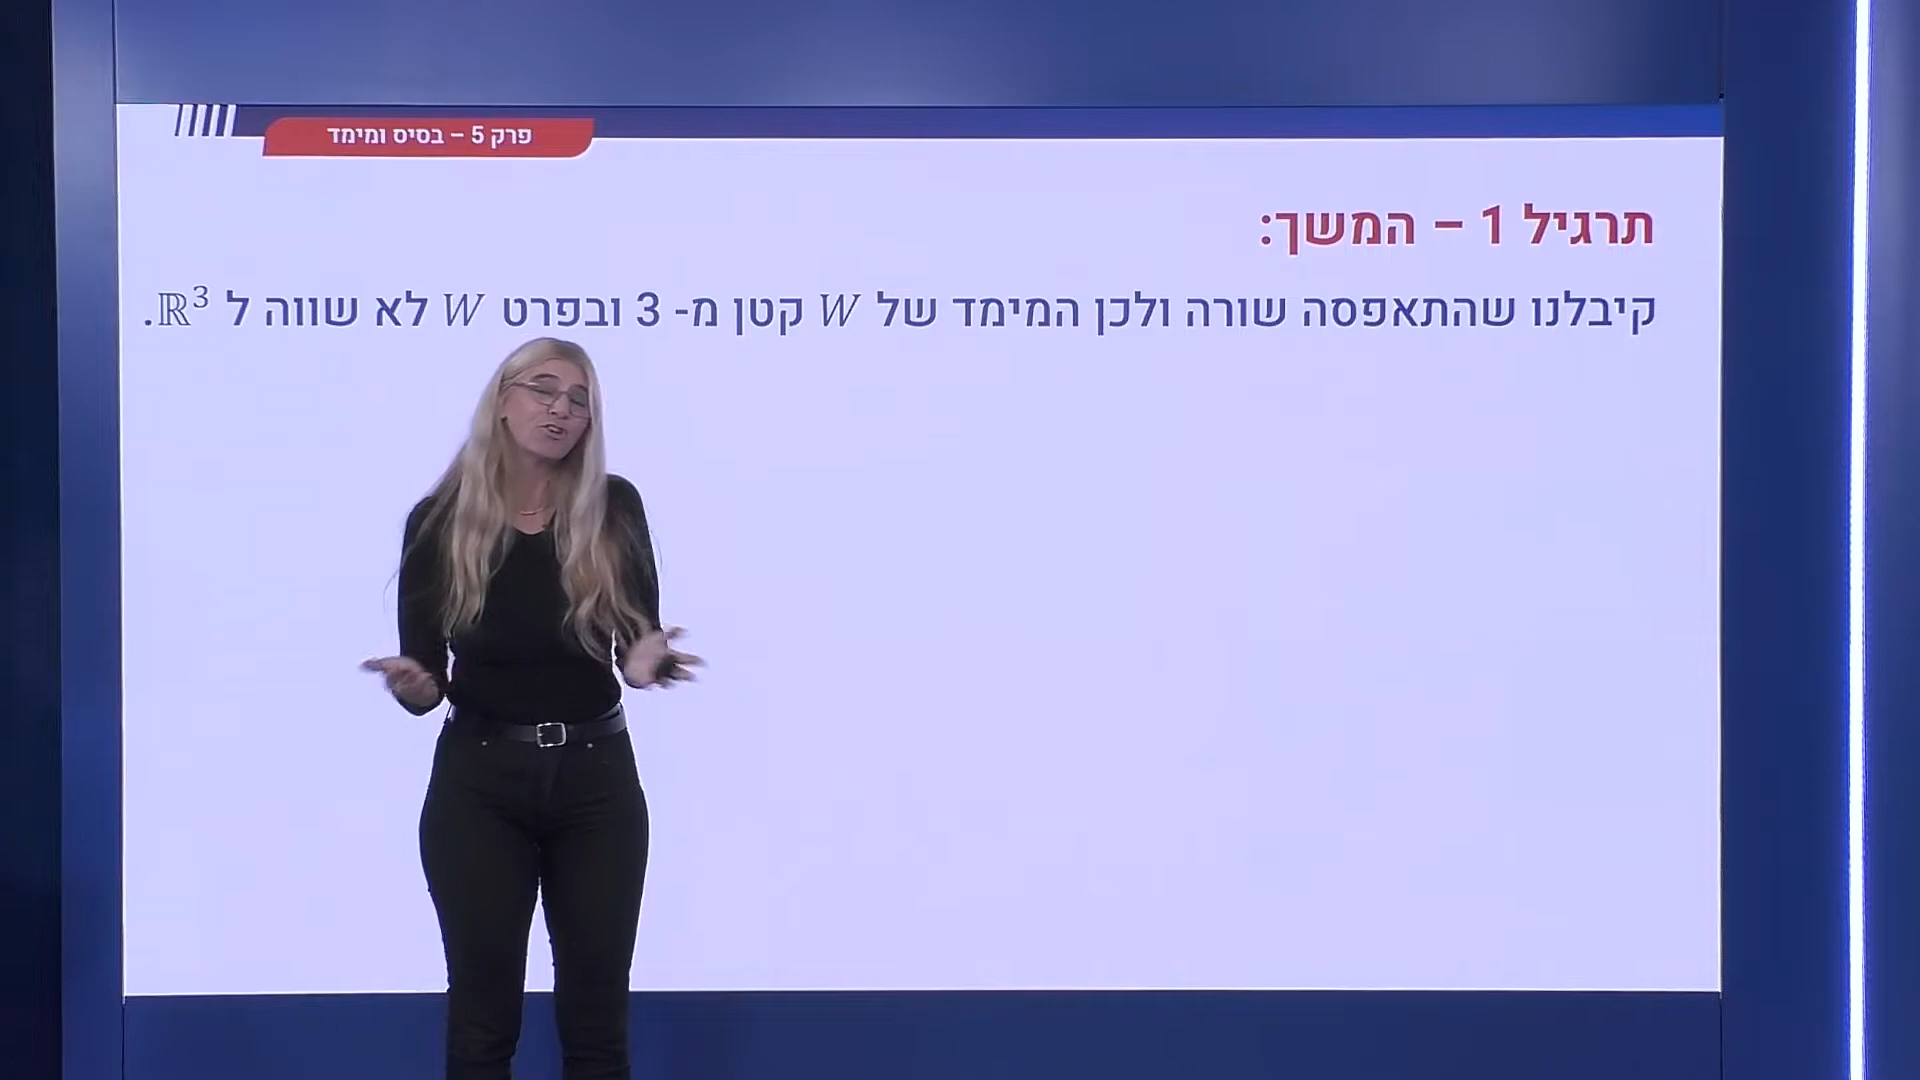 פרק 5 – בסיס ומימד
תרגיל 1 – המשך:
קיבלנו שהתאפסה שורה ולכן המימד של W קטן מ- 3 ובפרט W לא שווה ל ℝ³.